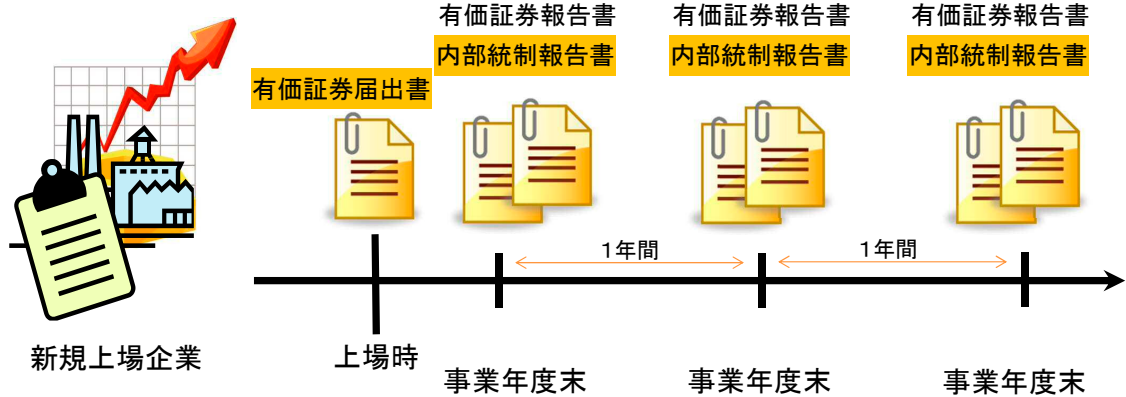 有価証券報告書
内部統制報告書
有価証券報告書
内部統制報告書
有価証券報告書
内部統制報告書
有価証券届出書
1年間
1年間
新規上場企業
上場時
事業年度末
事業年度末
事業年度末